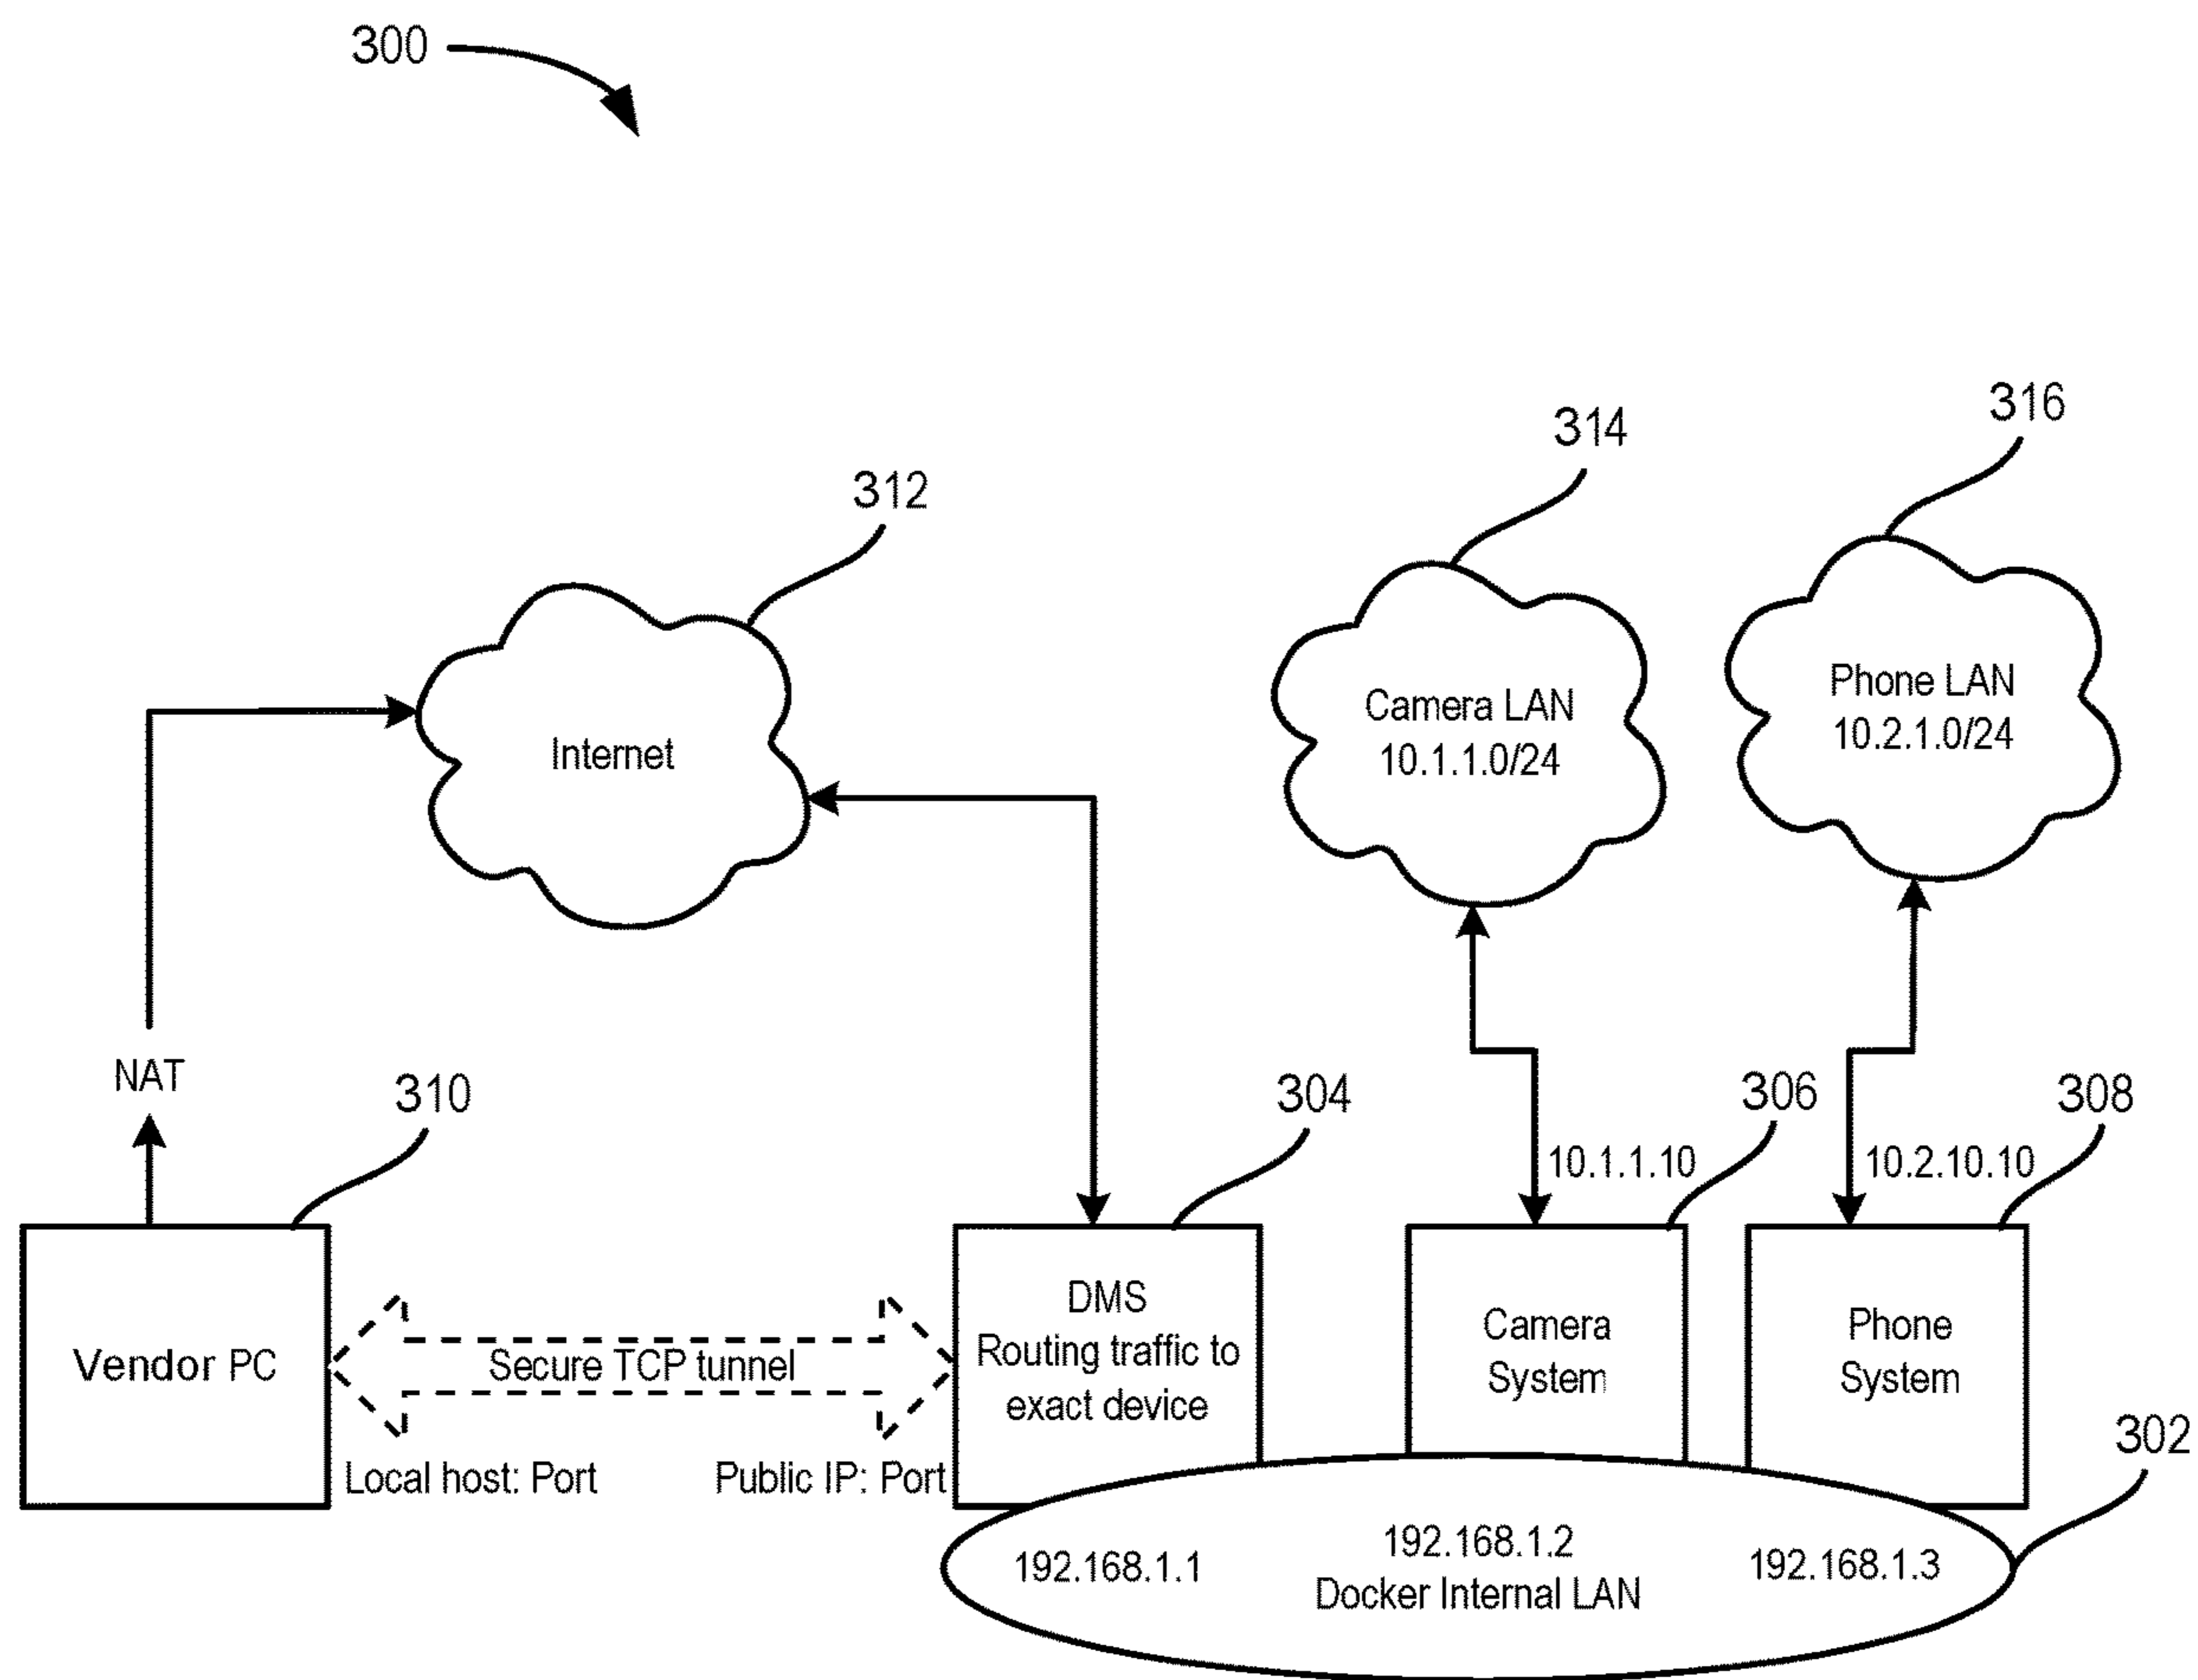 300
316
314
312
Phone LAN
10.2.1.0/24
Camera LAN
10.1.1.0/24
Internet
NAT
310
304
306
308
10.1.1.10
10.2.10.10
Vendor PC
Secure TCP tunnel
Local host: Port
Public IP: Port
DMS
Routing traffic to
exact device
Camera
System
Phone
System
302
192.168.1.1
192.168.1.2
Docker Internal LAN
192.168.1.3